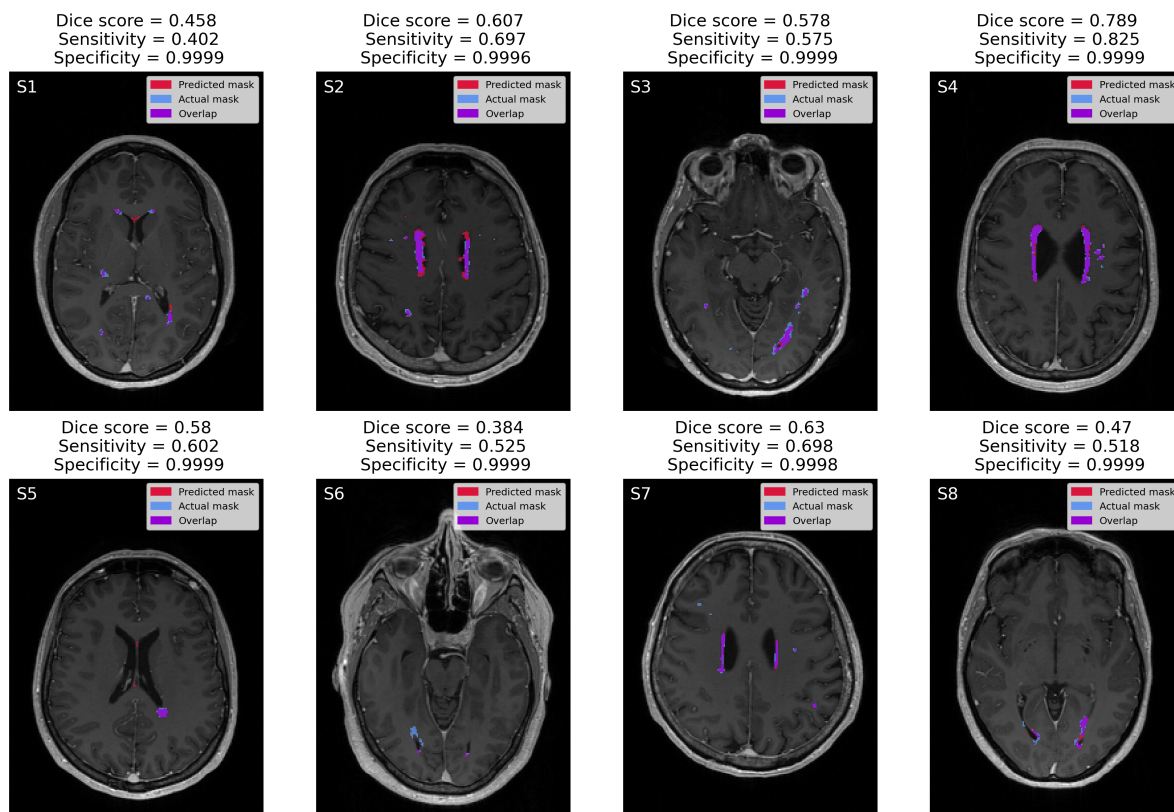 Dice score = 0.458
Sensitivity = 0.402
Specificity = 0.9999
Dice score = 0.607
Sensitivity = 0.697
Specificity = 0.9996
Dice score = 0.578
Sensitivity = 0.575
Specificity = 0.9999
Dice score = 0.789
Sensitivity = 0.825
Specificity = 0.9999
S1
Predicted mask
Actual mask
Overlap
S2
Predicted mask
Actual mask
Overlap
S3
Predicted mask
Actual mask
Overlap
S4
Predicted mask
Actual mask
Overlap
Dice score = 0.58
Sensitivity = 0.602
Specificity = 0.9999
Dice score = 0.384
Sensitivity = 0.525
Specificity = 0.9999
Dice score = 0.63
Sensitivity = 0.698
Specificity = 0.9998
Dice score = 0.47
Sensitivity = 0.518
Specificity = 0.9999
S5
Predicted mask
Actual mask
Overlap
S6
Predicted mask
Actual mask
Overlap
S7
Predicted mask
Actual mask
Overlap
S8
Predicted mask
Actual mask
Overlap